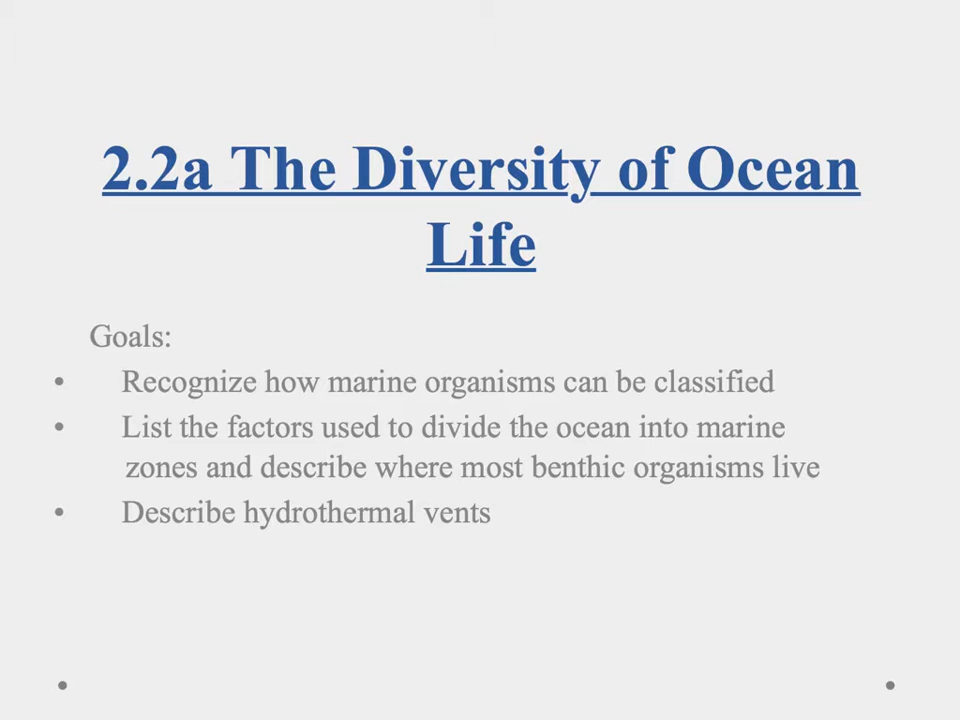 2.2a The Diversity of Ocean
Life
Goals:
• Recognize how marine organisms can be classified
• List the factors used to divide the ocean into marine
zones and describe where most benthic organisms live
• Describe hydrothermal vents